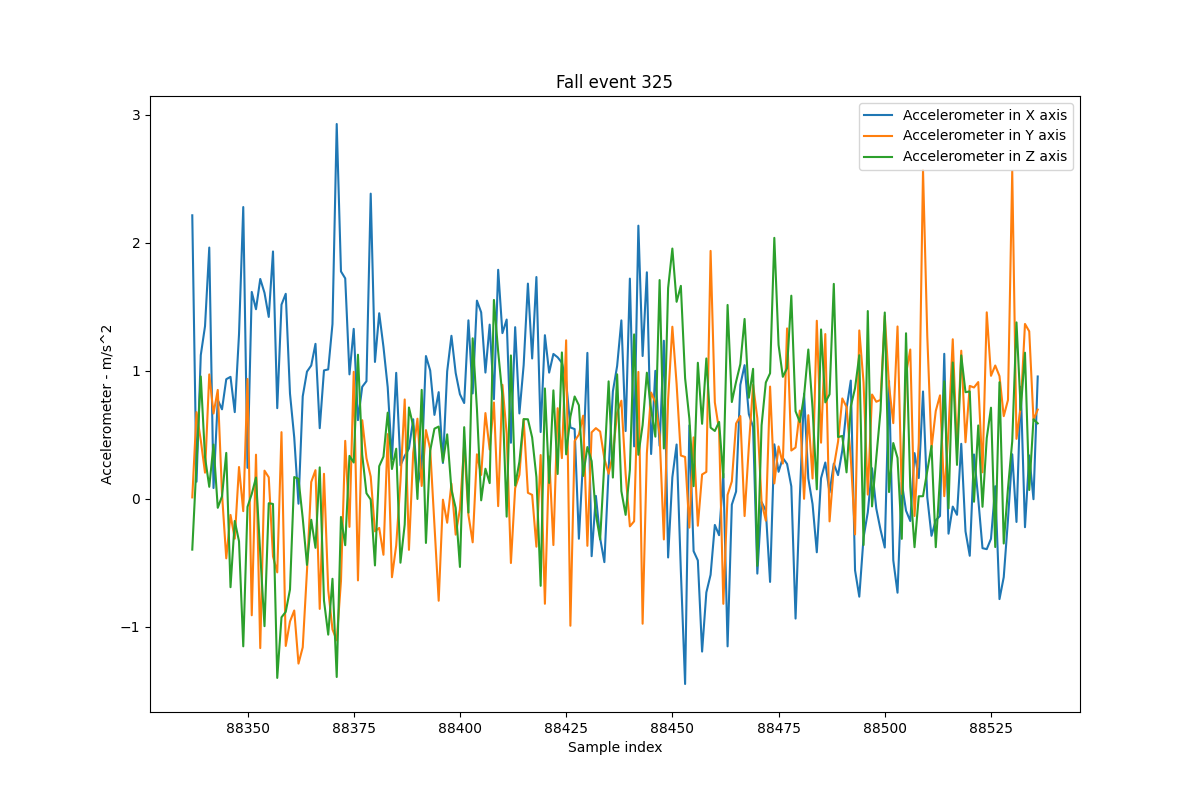 Fall event 325
Accelerometer in X axis
Accelerometer in Y axis
Accelerometer in Z axis
Accelerometer - m/s^2
3
2
1
0
−1
88350 88375 88400 88425 88450 88475 88500 88525
Sample index